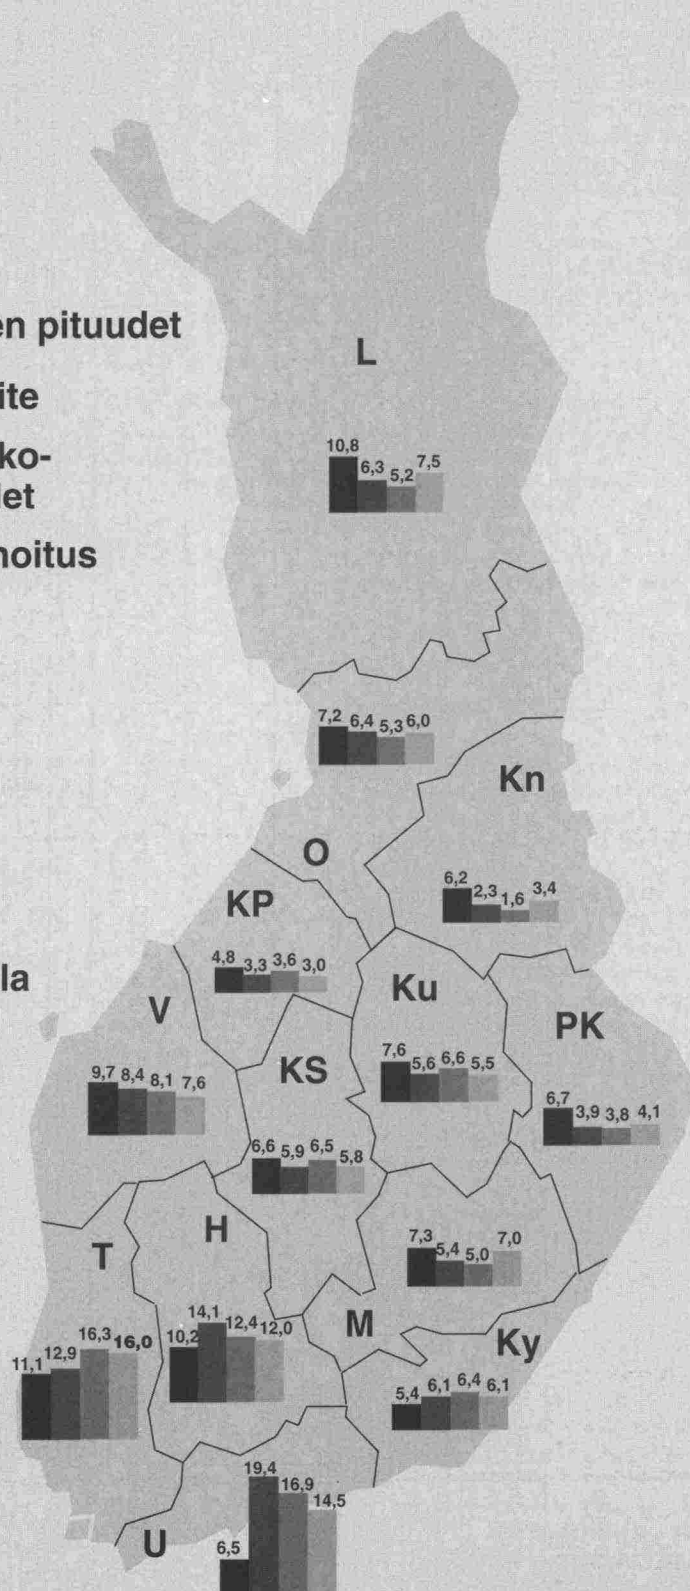 en pituudet
ite
ko-
let
noitus
la
L
10,8 6,3 5,2 7,5
7,2 6,4 5,3 6,0
Kn
O
6,2 2,3 1,6 3,4
KP
4,8 3,3 3,6 3,0
Ku
V
PK
KS
9,7 8,4 8,1 7,6
7,6 5,6 6,6 5,5
6,7 3,9 3,8 4,1
6,6 5,9 6,5 5,8
H
T
7,3 5,4 5,0 7,0
M
Ky
11,1 12,9 16,3 16,0
10,2 14,1 12,4 12,0
5,4 6,1 6,4 6,1
U
6,5 19,4 16,9 14,5